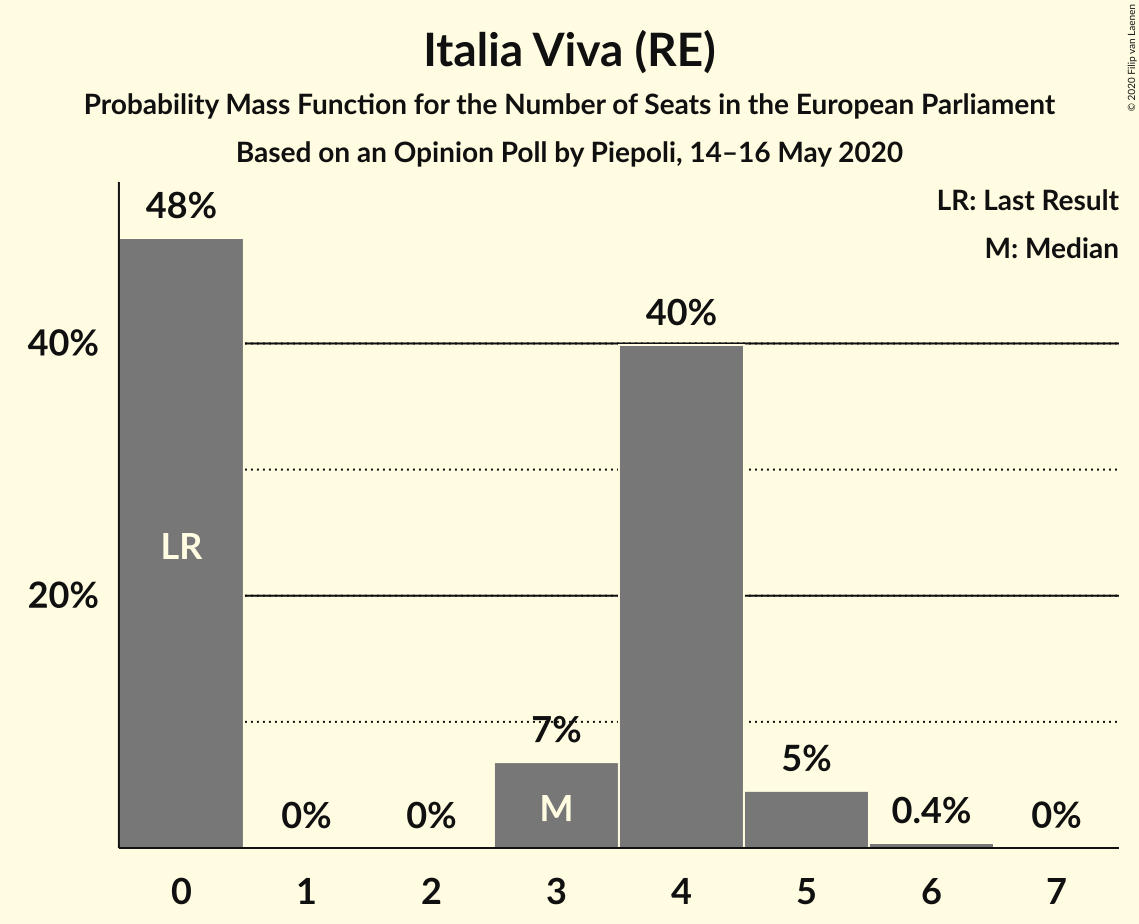 Italia Viva (RE)
Probability Mass Function for the Number of Seats in the European Parliament
Based on an Opinion Poll by Piepoli, 14–16 May 2020
© 2020 Filip van Laenen
LR: Last Result
M: Median
48%
40%
40%
LR
20%
7%
5%
M
0%
0%
0.4%
0%
0 1 2 3 4 5 6 7